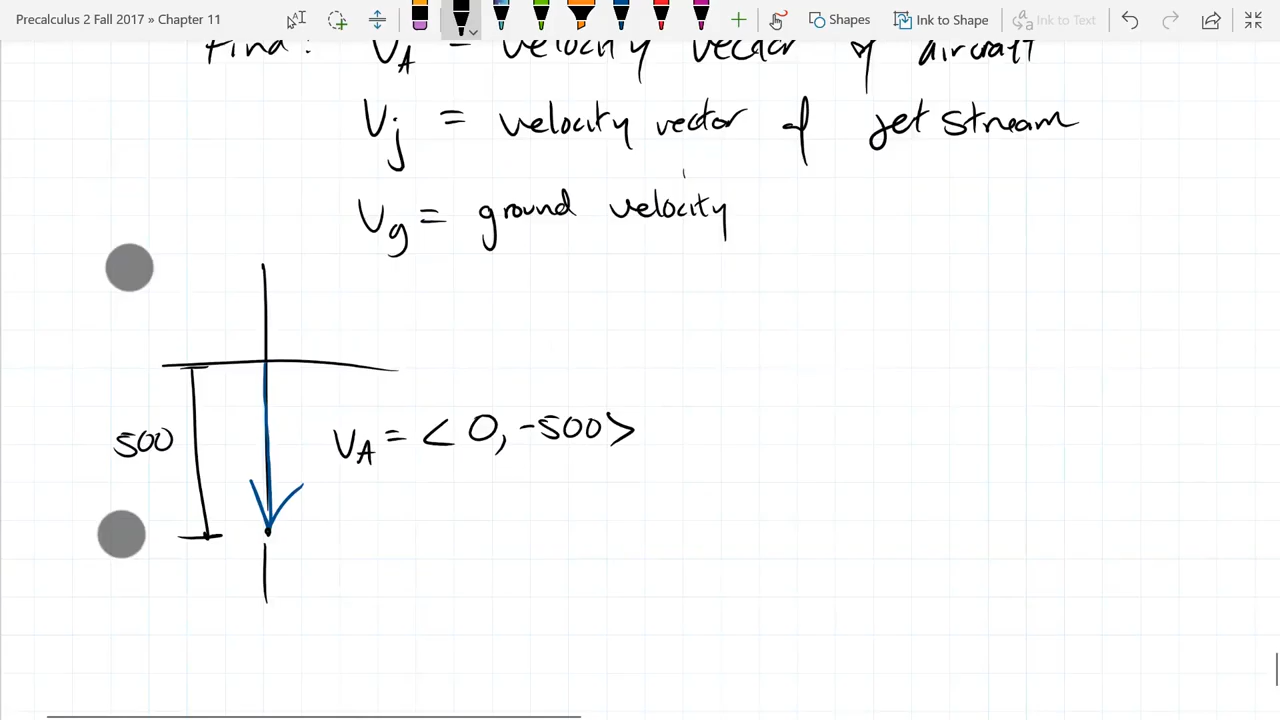 Precalculus 2 Fall 2017 » Chapter 11
Shapes
Ink to Shape
Ink to Text
Find: VA = velocity vector of aircraft
Vj = velocity vector of jet stream
Vg = ground velocity
500
VA = < 0, -500>